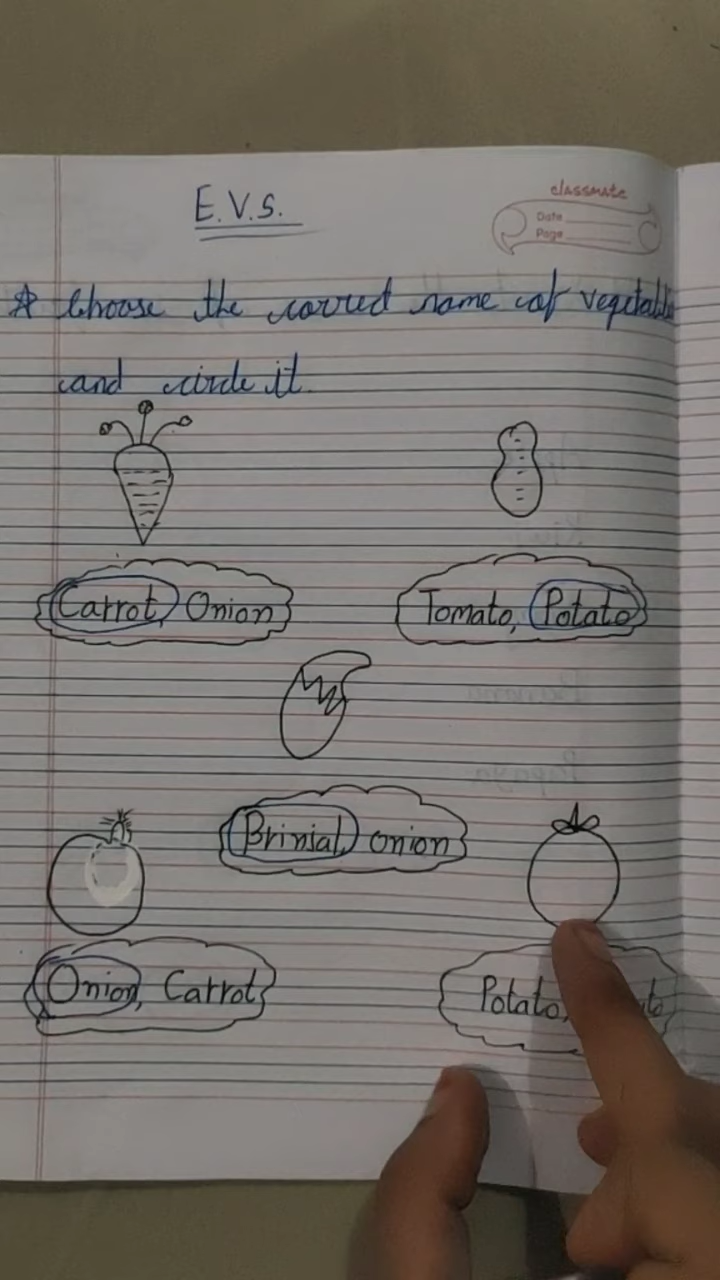 E.V.S.
classmate
Date
Page
* Choose the correct name of vegetable
and circle it.
Carrot, Onion
Tomato, Potato
Brinial, onion
Onion, Carrot
Potato,